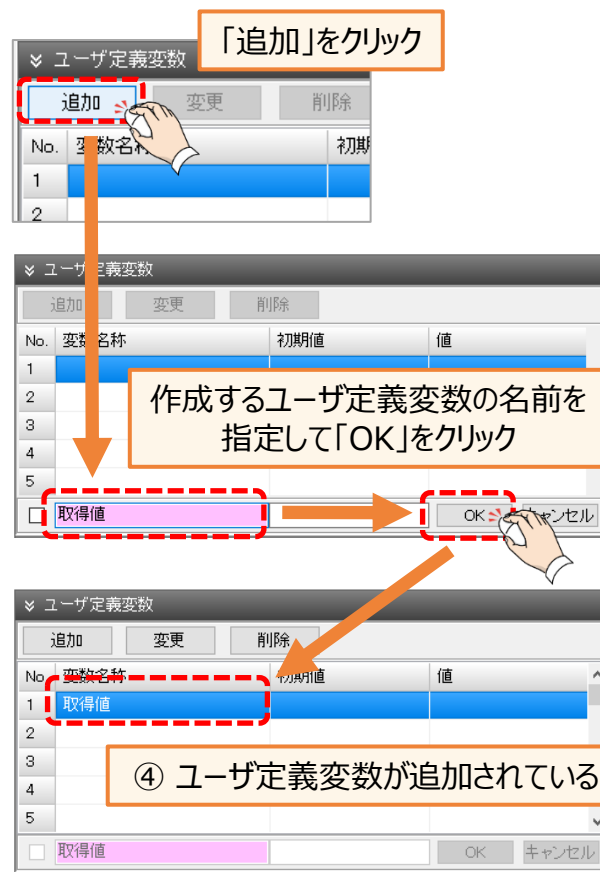 「追加」をクリック
ユーザ定義変数
追加 変更 削除
No. 変数名称 初期
1
2
ユーザ定義変数
追加 変更 削除
No. 変数名称 初期値 値
1
2
3
4
5
作成するユーザ定義変数の名前を
指定して「OK」をクリック
取得値 OK キャンセル
ユーザ定義変数
追加 変更 削除
No. 変数名称 初期値 値
1 取得値
2
3
4
5
④ ユーザ定義変数が追加されている
取得値 OK キャンセル